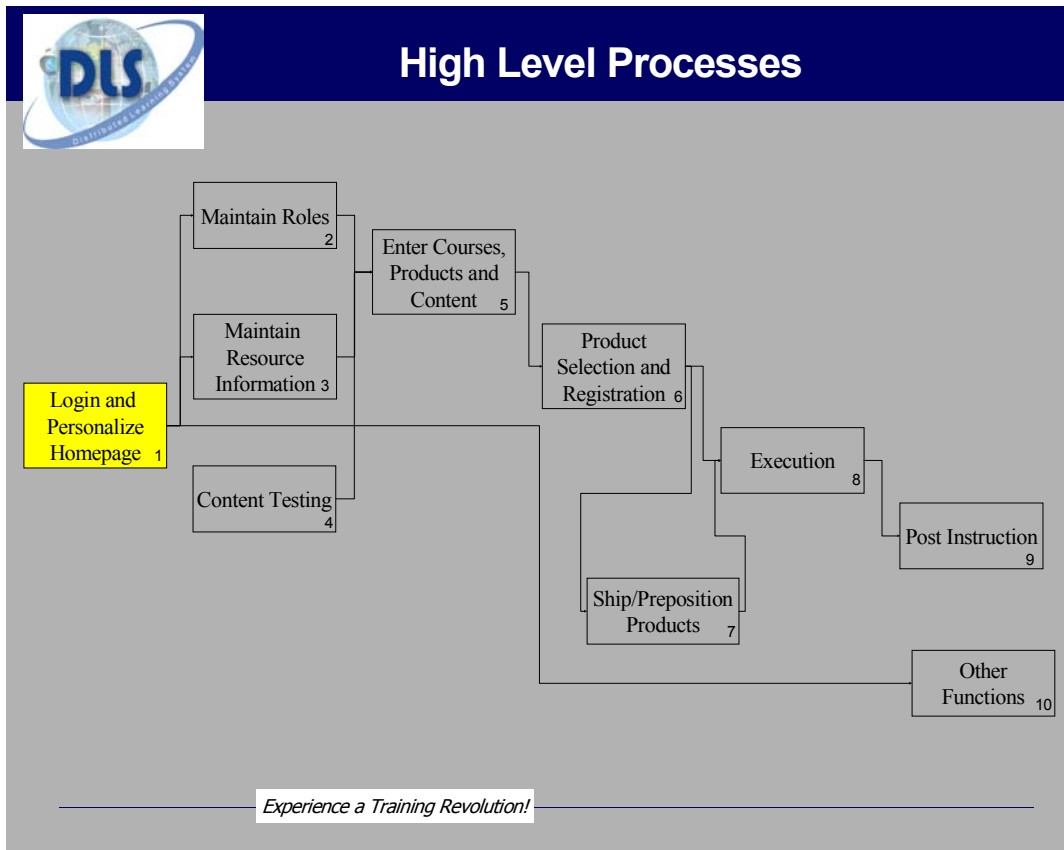 DLS
Distributed Learning System
High Level Processes
Maintain Roles
2
Enter Courses,
Products and
Content 5
Maintain
Resource
Information 3
Product
Selection and
Registration 6
Login and
Personalize
Homepage 1
Execution
8
Content Testing
4
Post Instruction
9
Ship/Preposition
Products 7
Other
Functions 10
Experience a Training Revolution!